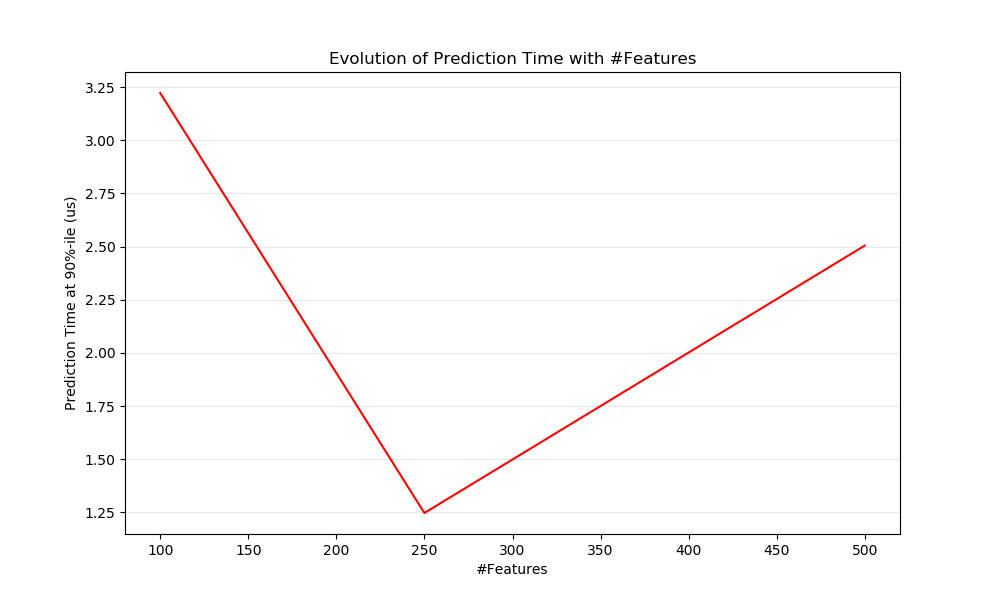 Evolution of Prediction Time with #Features
Prediction Time at 90%-ile (us)
3.25
3.00
2.75
2.50
2.25
2.00
1.75
1.50
1.25
100 150 200 250 300 350 400 450 500
#Features